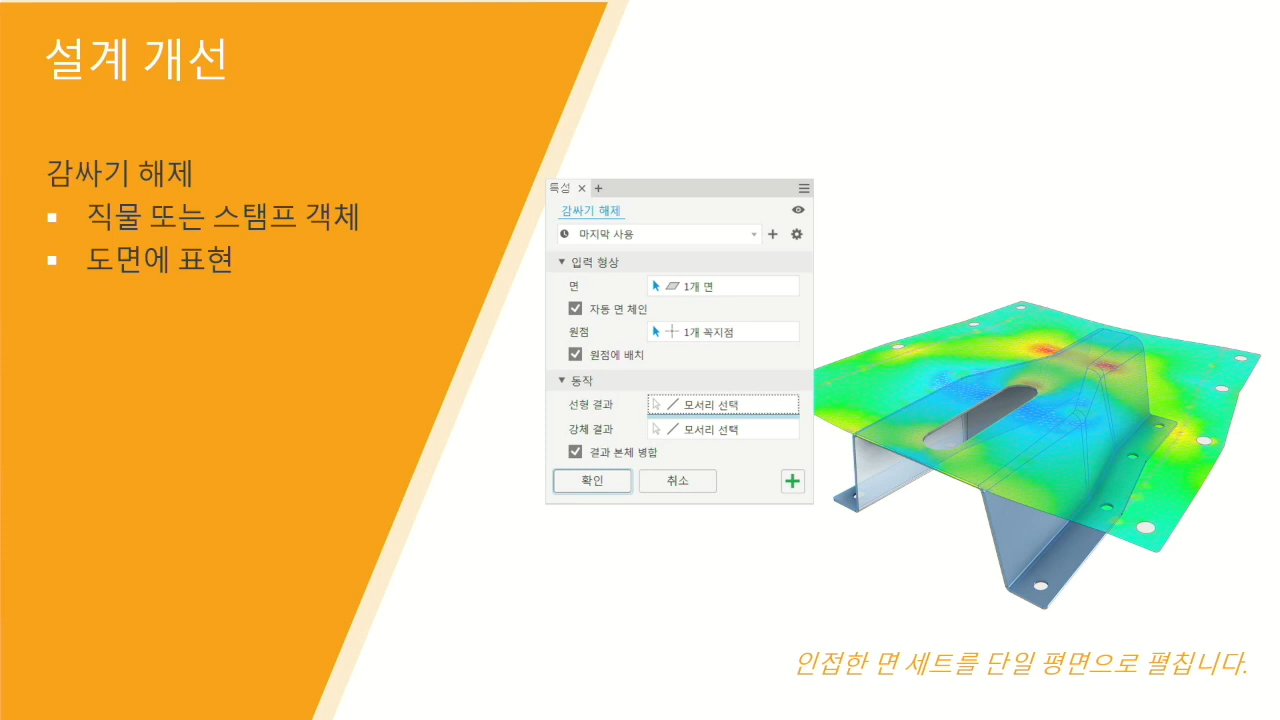 설계 개선
감싸기 해제
▪ 직물 또는 스탬프 객체
▪ 도면에 표현
특성 × +
감싸기 해제
마지막 사용
입력 형상
면 1개 면
자동 면 체인
원점 1개 꼭지점
원점에 배치
동작
선형 결과 모서리 선택
강체 결과 모서리 선택
결과 본체 병합
확인 취소
인접한 면 세트를 단일 평면으로 펼칩니다.